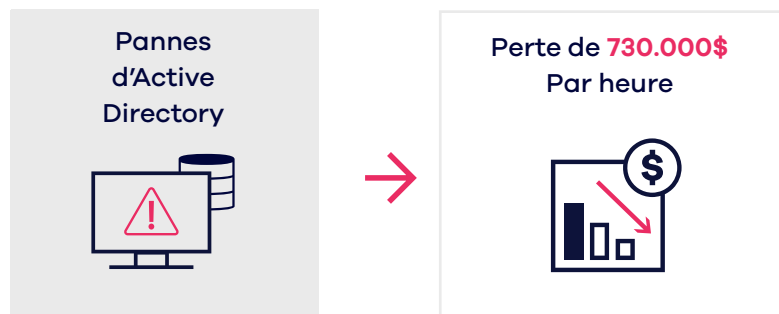 Pannes
d'Active
Directory
Perte de 730.000$
Par heure
$